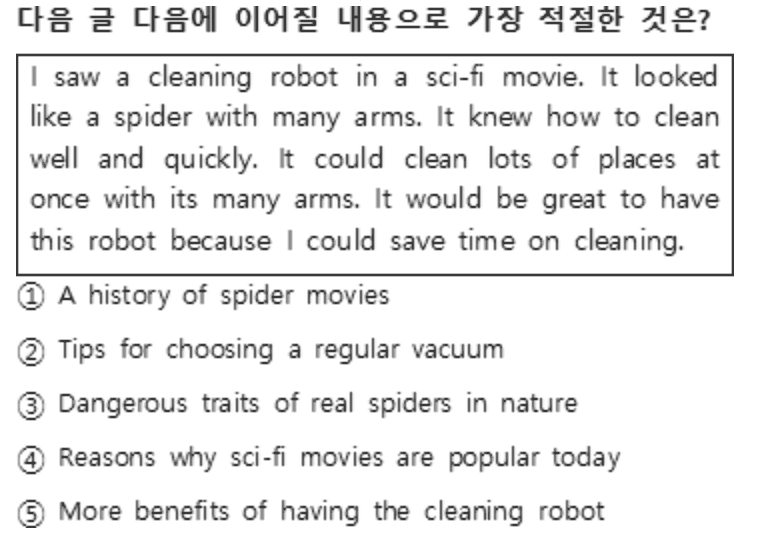 다음 글 다음에 이어질 내용으로 가장 적절한 것은?
I saw a cleaning robot in a sci-fi movie. It looked
like a spider with many arms. It knew how to clean
well and quickly. It could clean lots of places at
once with its many arms. It would be great to have
this robot because I could save time on cleaning.
① A history of spider movies
② Tips for choosing a regular vacuum
③ Dangerous traits of real spiders in nature
④ Reasons why sci-fi movies are popular today
⑤ More benefits of having the cleaning robot